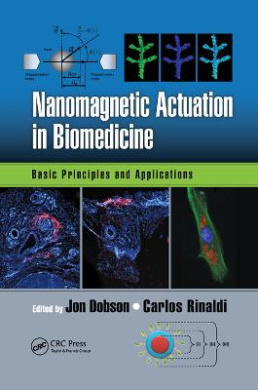 Nanomagnetic Actuation
in Biomedicine
Basic Principles and Applications
Edited by Jon Dobson • Carlos Rinaldi
CRC Press
Taylor & Francis Group